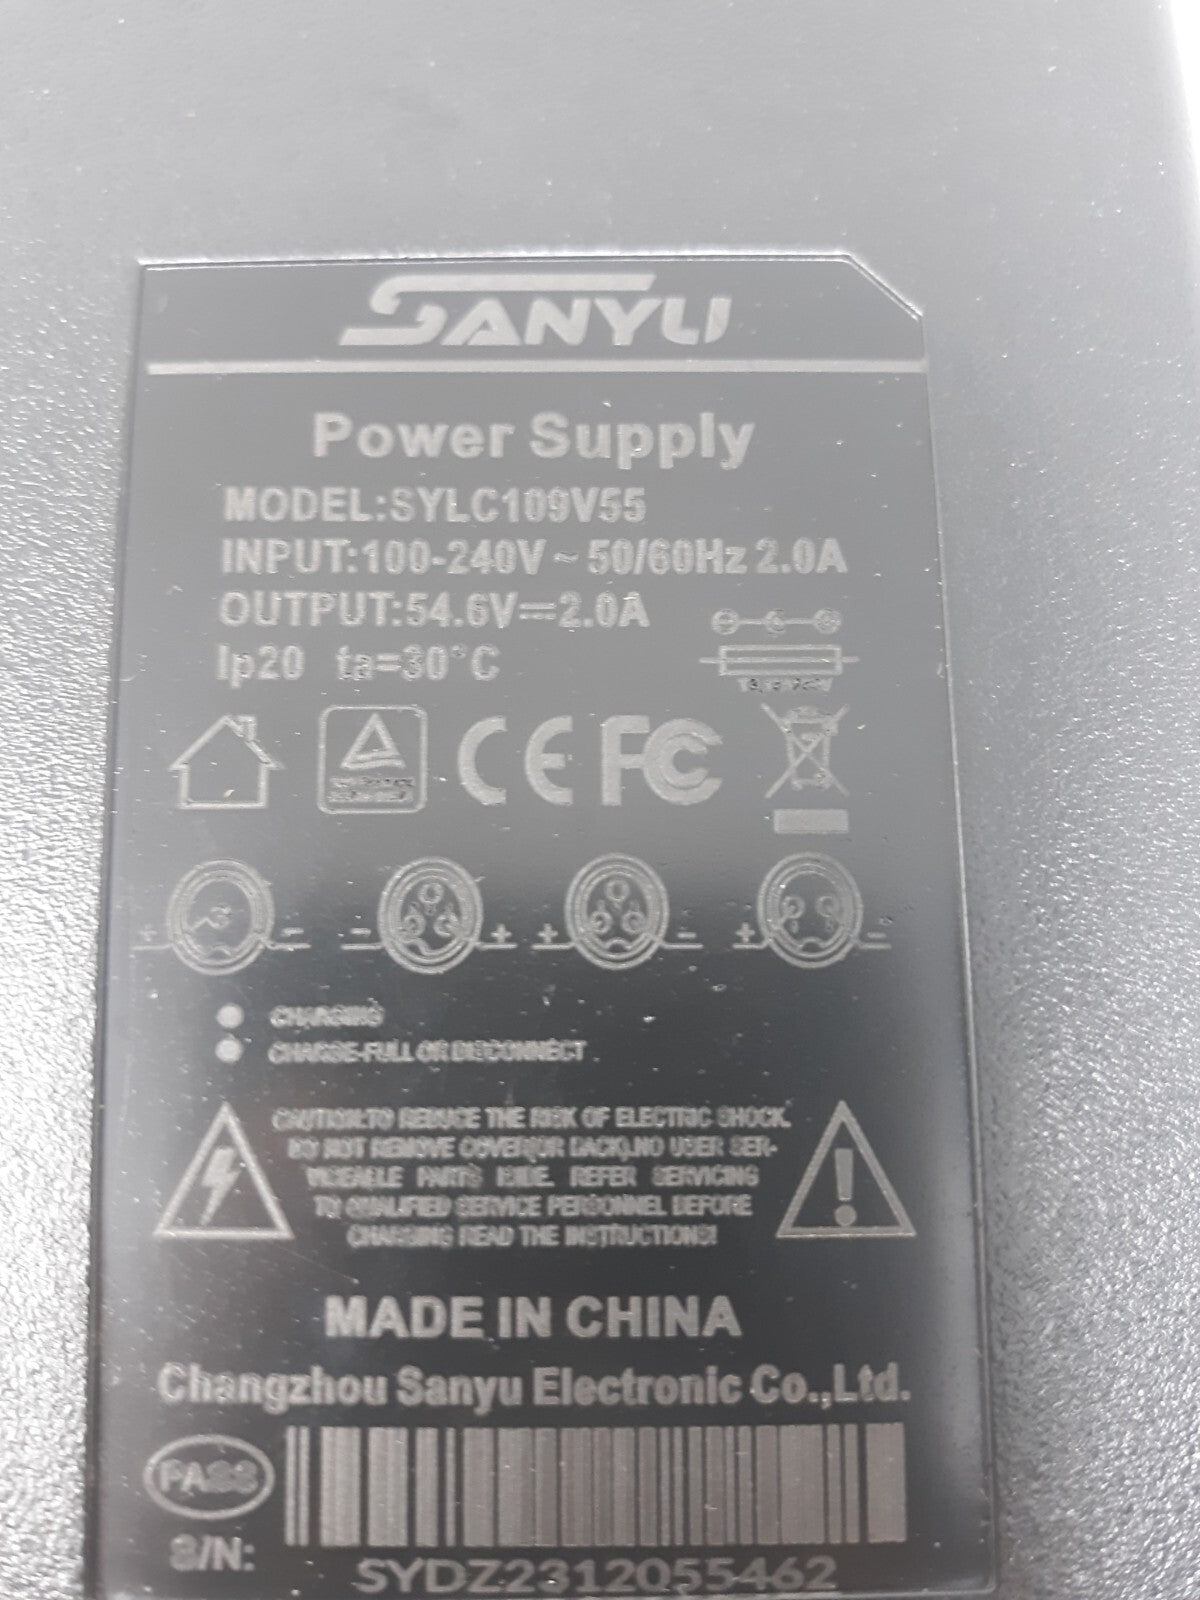 SANYU
Power Supply
MODEL:SYLC109V55
INPUT:100-240V ~ 50/60Hz 2.0A
OUTPUT:54.6V⎓2.0A
Ip20 ta=30°C
CE FC
+ - - + + - + -
CHARGING
CHARGE-FULL OR DISCONNECT
CAUTION:TO REDUCE THE RISK OF ELECTRIC SHOCK.
DO NOT REMOVE COVER(OR BACK).NO USER SER-
VICEABLE PARTS REFER SERVICING
TO QUALIFIED SERVICE PERSONNEL BEFORE
CHARGING READ THE INSTRUCTIONS!
MADE IN CHINA
Changzhou Sanyu Electronic Co.,Ltd.
PASS
S/N:
SYDZ2312055462